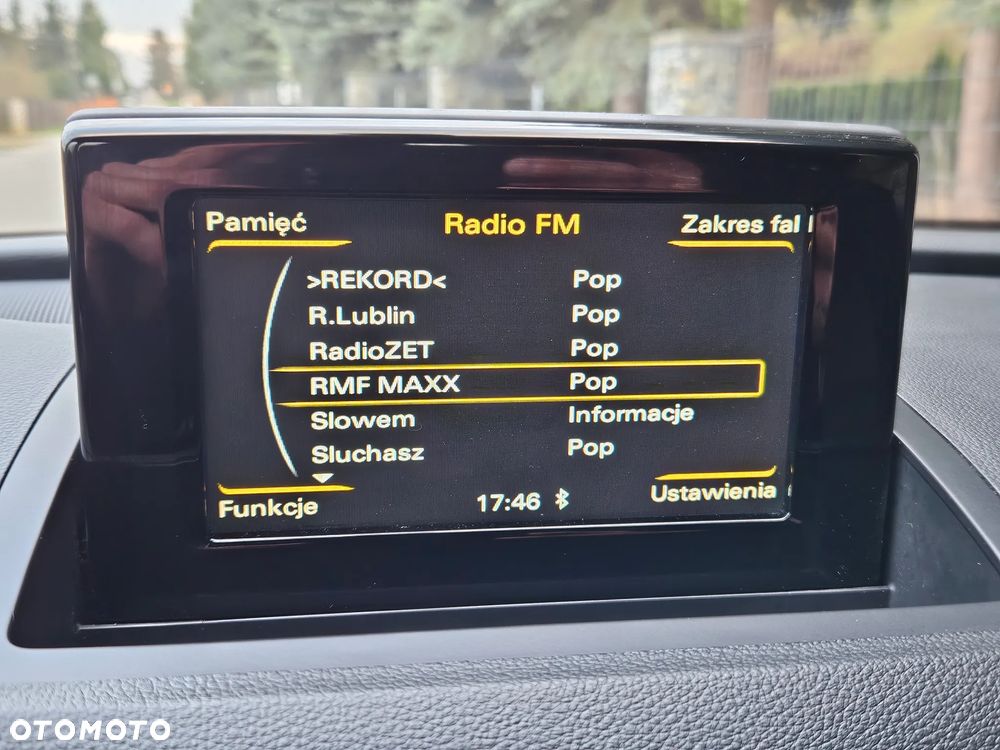 Pamięć Radio FM Zakres fal
>REKORD< Pop
R.Lublin Pop
RadioZET Pop
RMF MAXX Pop
Slowem Informacje
Sluchasz Pop
Funkcje 17:46 Ustawienia
OTOMOTO